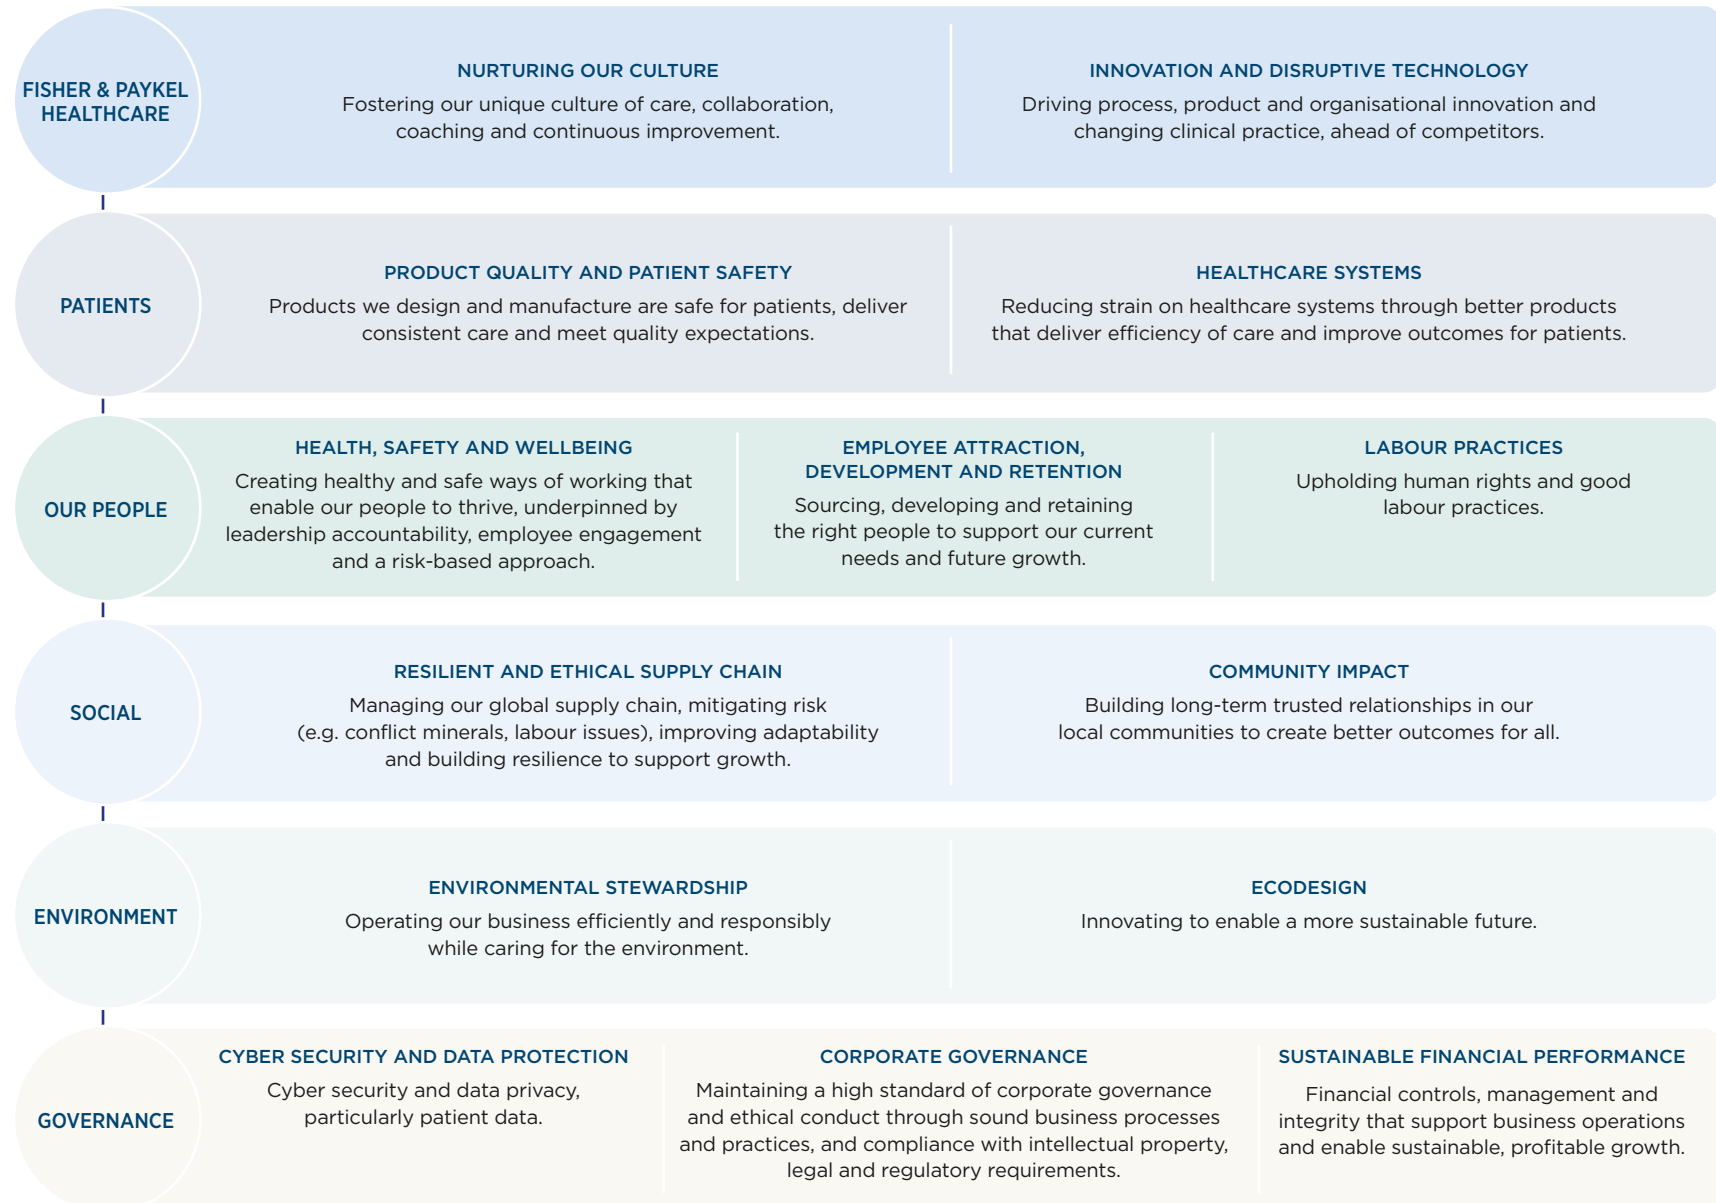 FISHER & PAYKEL
HEALTHCARE
NURTURING OUR CULTURE
Fostering our unique culture of care, collaboration,
coaching and continuous improvement.
INNOVATION AND DISRUPTIVE TECHNOLOGY
Driving process, product and organisational innovation and
changing clinical practice, ahead of competitors.
PATIENTS
PRODUCT QUALITY AND PATIENT SAFETY
Products we design and manufacture are safe for patients, deliver
consistent care and meet quality expectations.
HEALTHCARE SYSTEMS
Reducing strain on healthcare systems through better products
that deliver efficiency of care and improve outcomes for patients.
OUR PEOPLE
HEALTH, SAFETY AND WELLBEING
Creating healthy and safe ways of working that
enable our people to thrive, underpinned by
leadership accountability, employee engagement
and a risk-based approach.
EMPLOYEE ATTRACTION,
DEVELOPMENT AND RETENTION
Sourcing, developing and retaining
the right people to support our current
needs and future growth.
LABOUR PRACTICES
Upholding human rights and good
labour practices.
SOCIAL
RESILIENT AND ETHICAL SUPPLY CHAIN
Managing our global supply chain, mitigating risk
(e.g. conflict minerals, labour issues), improving adaptability
and building resilience to support growth.
COMMUNITY IMPACT
Building long-term trusted relationships in our
local communities to create better outcomes for all.
ENVIRONMENT
ENVIRONMENTAL STEWARDSHIP
Operating our business efficiently and responsibly
while caring for the environment.
ECODESIGN
Innovating to enable a more sustainable future.
GOVERNANCE
CYBER SECURITY AND DATA PROTECTION
Cyber security and data privacy,
particularly patient data.
CORPORATE GOVERNANCE
Maintaining a high standard of corporate governance
and ethical conduct through sound business processes
and practices, and compliance with intellectual property,
legal and regulatory requirements.
SUSTAINABLE FINANCIAL PERFORMANCE
Financial controls, management and
integrity that support business operations
and enable sustainable, profitable growth.